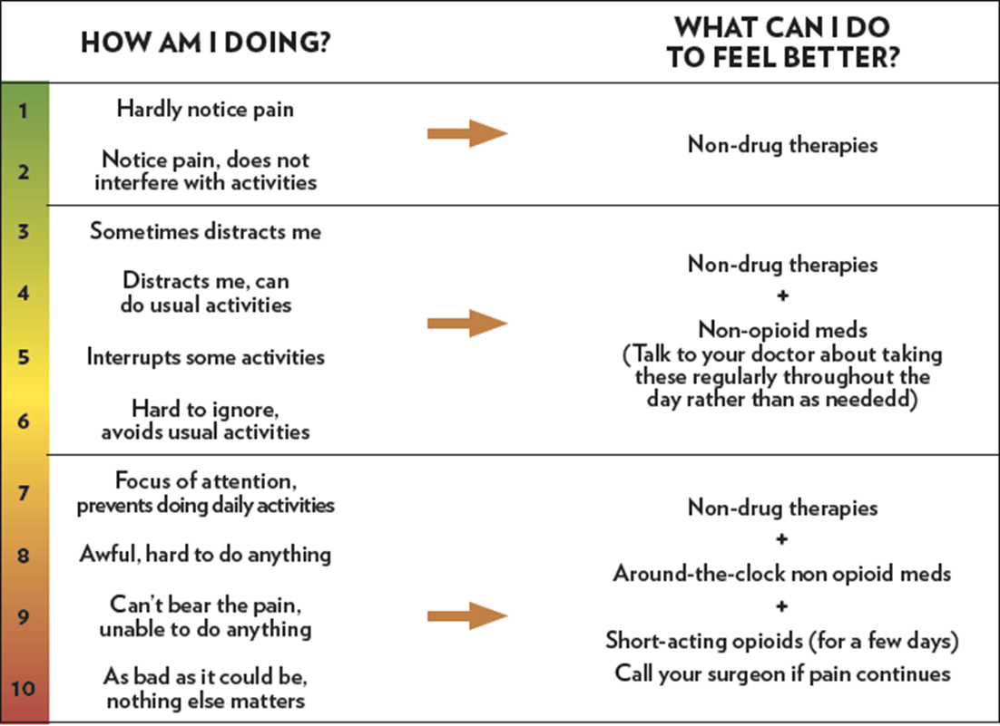 HOW AM I DOING?
WHAT CAN I DO
TO FEEL BETTER?
1
Hardly notice pain
2
Notice pain, does not
interfere with activities
Non-drug therapies
3
Sometimes distracts me
4
Distracts me, can
do usual activities
5
Interrupts some activities
6
Hard to ignore,
avoids usual activities
Non-drug therapies
+
Non-opioid meds
(Talk to your doctor about taking
these regularly throughout the
day rather than as neededd)
7
Focus of attention,
prevents doing daily activities
8
Awful, hard to do anything
9
Can't bear the pain,
unable to do anything
10
As bad as it could be,
nothing else matters
Non-drug therapies
+
Around-the-clock non opioid meds
+
Short-acting opioids (for a few days)
Call your surgeon if pain continues